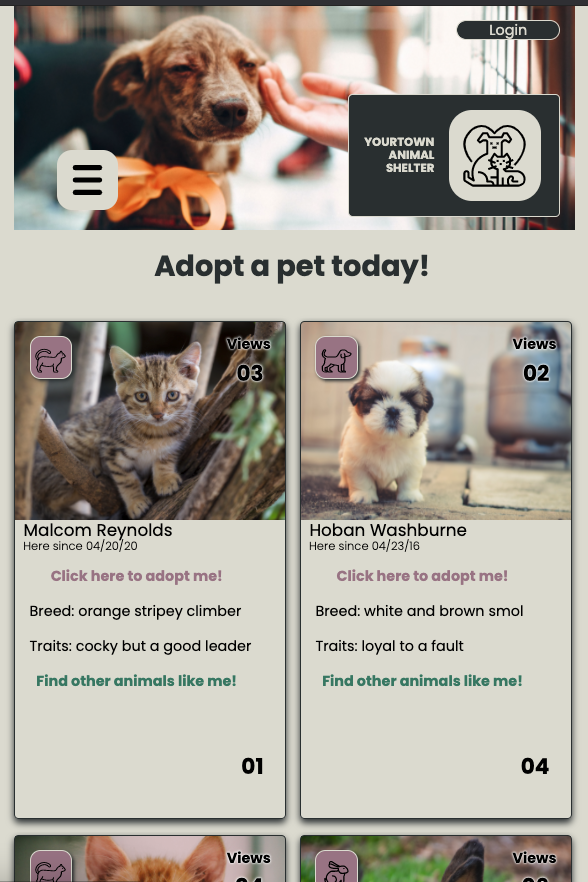 Login
YOURTOWN
ANIMAL
SHELTER
Adopt a pet today!
Views
03
Views
02
Malcom Reynolds
Here since 04/20/20
Click here to adopt me!
Breed: orange stripey climber
Traits: cocky but a good leader
Find other animals like me!
01
Hoban Washburne
Here since 04/23/16
Click here to adopt me!
Breed: white and brown smol
Traits: loyal to a fault
Find other animals like me!
04
Views
Views